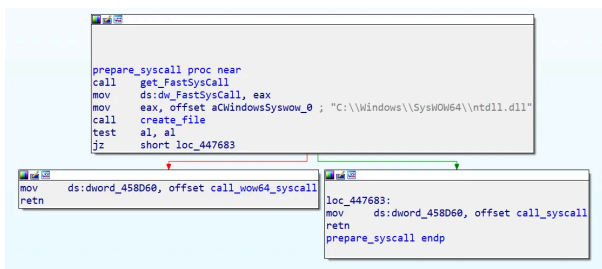 prepare_syscall proc near
call get_FastSysCall
mov ds:dw_FastSysCall, eax
mov eax, offset aCWindowsSyswow_0 ; "C:\\Windows\\SysWOW64\\ntdll.dll"
call create_file
test al, al
jz short loc_447683
mov ds:dword_458D60, offset call_wow64_syscall
retn
loc_447683:
mov ds:dword_458D60, offset call_syscall
retn
prepare_syscall endp